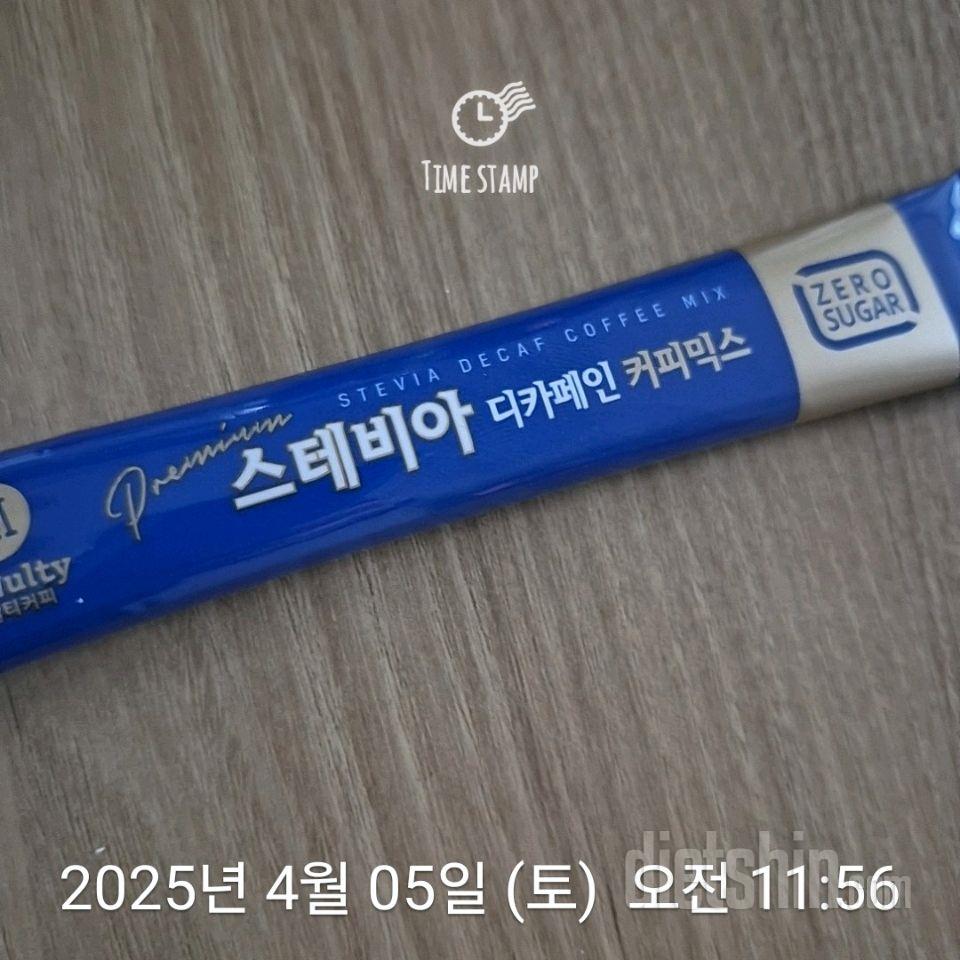 TIME STAMP
ZERO
SUGAR
STEVIA DECAF COFFEE MIX
Premium
스테비아 디카페인 커피믹스
2025년 4월 05일 (토) 오전 11:56